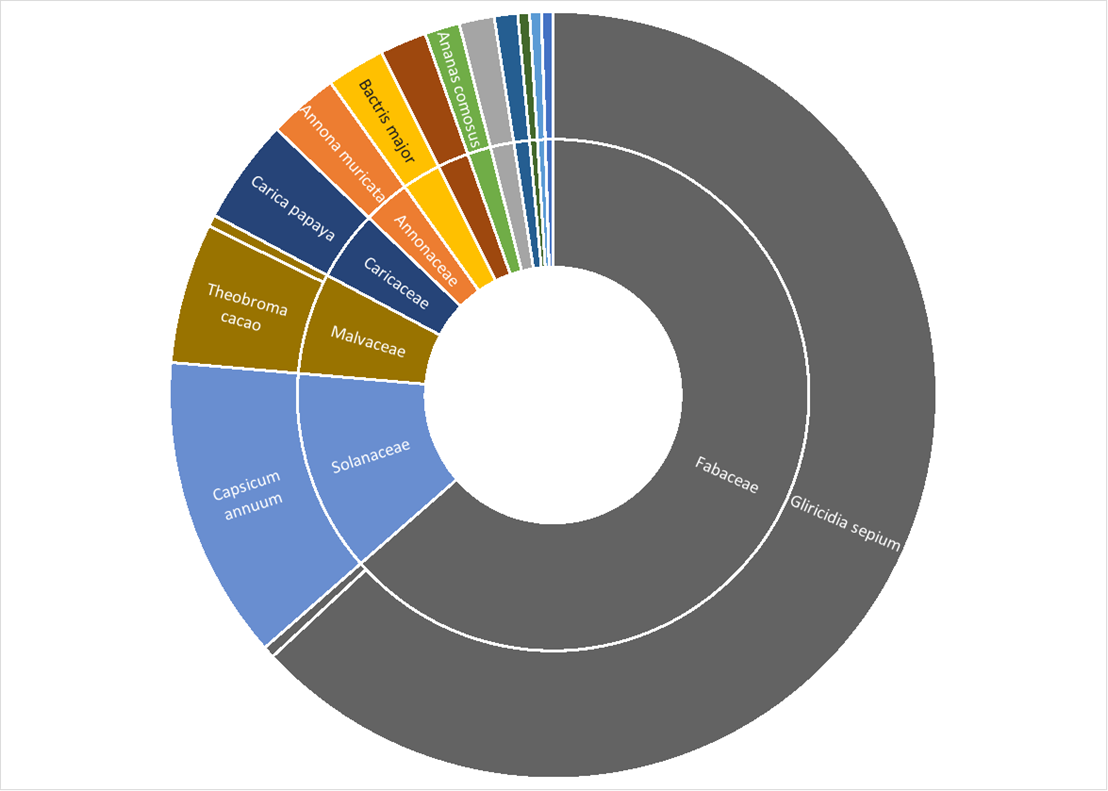 Ananas comosus
Bactris major
Annona muricata
Annonaceae
Carica papaya
Caricaceae
Theobroma
cacao
Malvaceae
Solanaceae
Capsicum
annuum
Fabaceae
Gliricidia sepium